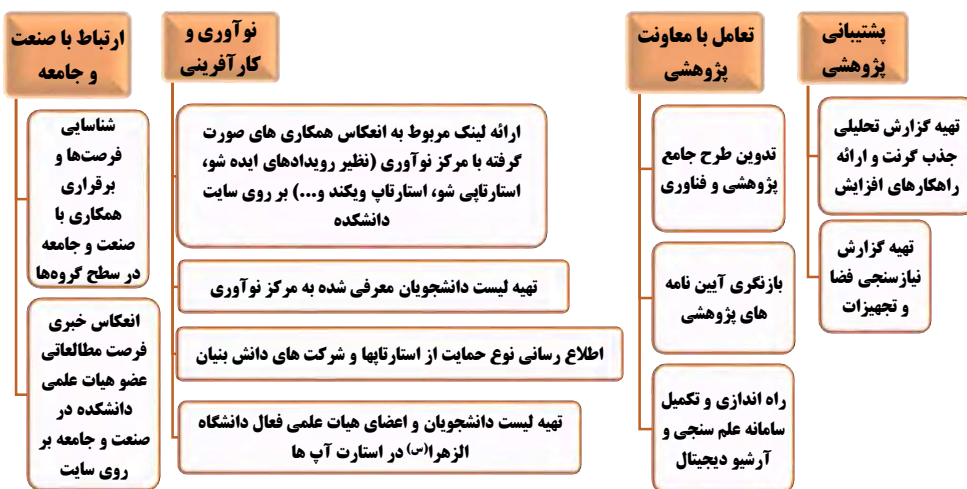 پشتیبانی
پژوهشی
تهیه گزارش تحلیلی
جذب گرنت و ارائه
راهکارهای افزایش
تهیه گزارش
نیازسنجی فضا
و تجهیزات
تعامل با معاونت
پژوهشی
تدوین طرح جامع
پژوهشی و فناوری
بازنگری آیین نامه
های پژوهشی
راه اندازی و تکمیل
سامانه علم سنجی و
آرشیو دیجیتال
نوآوری و
کارآفرینی
ارائه لینک مربوط به انعکاس همکاری های صورت
گرفته با مرکز نوآوری (نظیر رویدادهای ایده شو،
استارتاپی شو، استارتاپ ویکند و...) بر روی سایت
دانشکده
تهیه لیست دانشجویان معرفی شده به مرکز نوآوری
اطلاع رسانی نوع حمایت از استارتاپها و شرکت های دانش بنیان
تهیه لیست دانشجویان و اعضای هیات علمی فعال دانشگاه
الزهرا(س) در استارت آپ ها
ارتباط با صنعت
و جامعه
شناسایی
فرصت‌ها و
برقراری
همکاری با
صنعت و جامعه
در سطح گروه‌ها
انعکاس خبری
فرصت مطالعاتی
عضو هیات علمی
دانشکده در
صنعت و جامعه بر
روی سایت